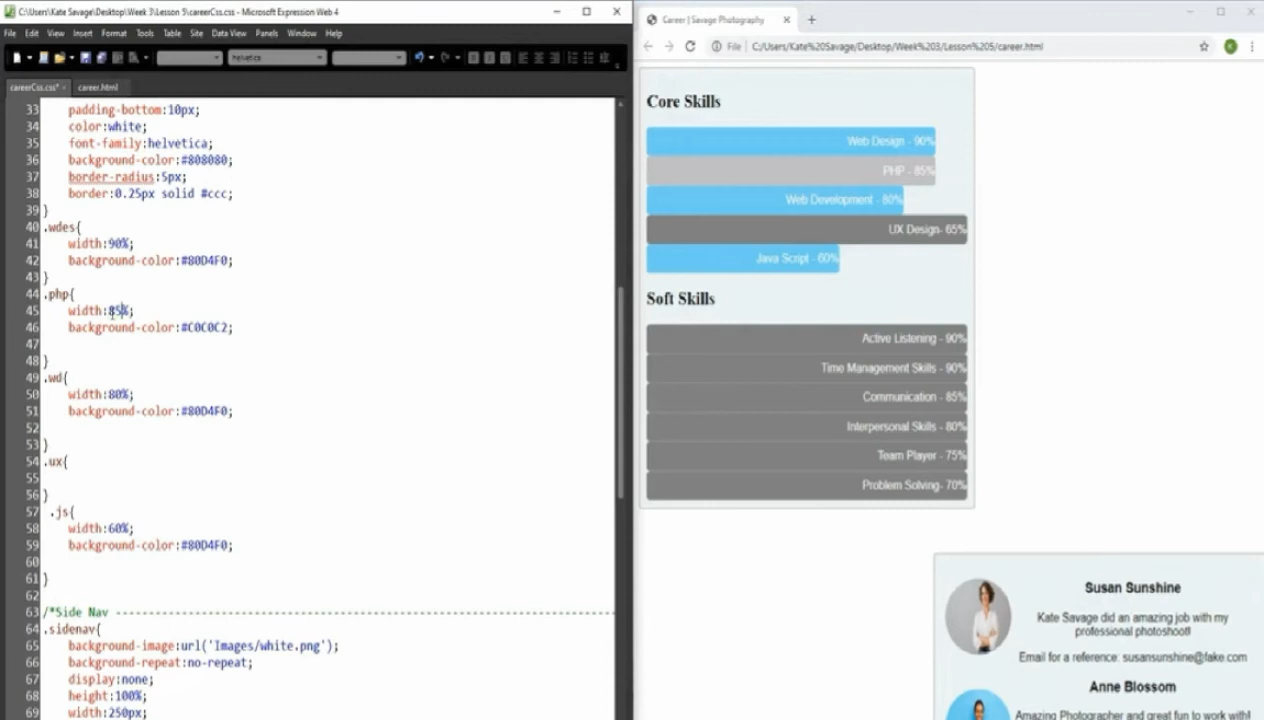 C:\Users\Kate Savage\Desktop\Week 3\Lesson 5\careerCss.css - Microsoft Expression Web 4
File Edit View Insert Format Tools Table Site Data View Panels Window Help
helvetica
careerCss.css* career.html
33 padding-bottom:10px;
34 color:white;
35 font-family:helvetica;
36 background-color:#808080;
37 border-radius:5px;
38 border:0.25px solid #ccc;
39 }
40 .wdes{
41 width:90%;
42 background-color:#80D4F0;
43 }
44 .php{
45 width:85%;
46 background-color:#C0C0C2;
47
48 }
49 .wd{
50 width:80%;
51 background-color:#80D4F0;
52
53 }
54 .ux{
55
56 }
57 .js{
58 width:60%;
59 background-color:#80D4F0;
60
61 }
62
63 /*Side Nav ------------------------------------------------------------
64 .sidenav{
65 background-image:url('Images/white.png');
66 background-repeat:no-repeat;
67 display:none;
68 height:100%;
69 width:250px;
Career | Savage Photography
File C:/Users/Kate%20Savage/Desktop/Week%203/Lesson%205/career.html
Core Skills
Web Design - 90%
PHP - 85%
Web Development - 80%
UX Design- 65%
Java Script - 60%
Soft Skills
Active Listening - 90%
Time Management Skills - 90%
Communication - 85%
Interpersonal Skills - 80%
Team Player - 75%
Problem Solving- 70%
Susan Sunshine
Kate Savage did an amazing job with my
professional photoshoot!
Email for a reference: susansunshine@fake.com
Anne Blossom
Amazing Photographer and great fun to work with!